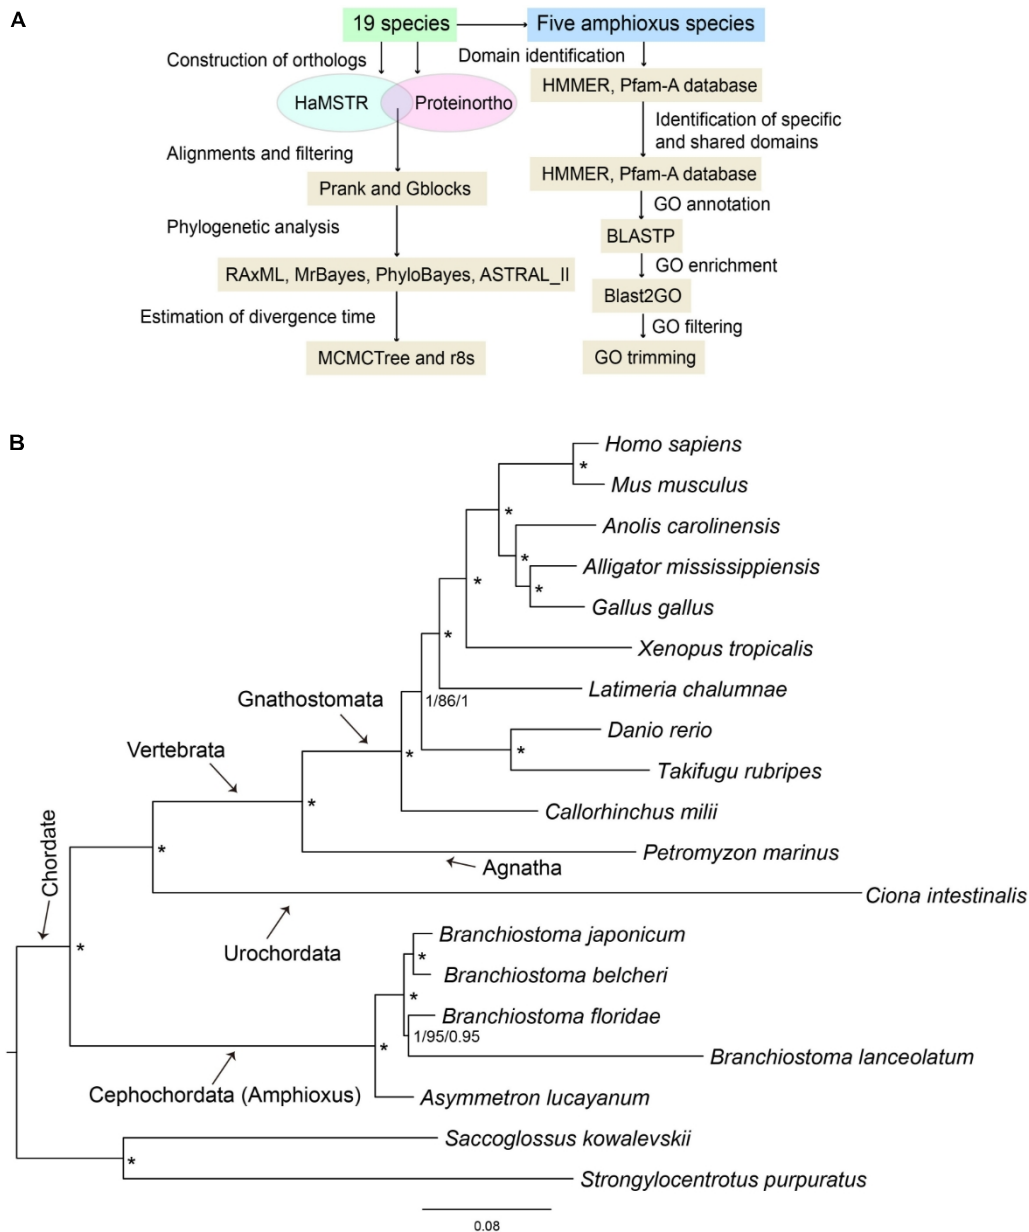 A
19 species
Five amphioxus species
Construction of orthologs
Domain identification
HaMSTR
Proteinortho
HMMER, Pfam-A database
Identification of specific
and shared domains
Alignments and filtering
HMMER, Pfam-A database
Prank and Gblocks
GO annotation
Phylogenetic analysis
BLASTP
GO enrichment
RAxML, MrBayes, PhyloBayes, ASTRAL_II
Blast2GO
Estimation of divergence time
GO filtering
MCMCTree and r8s
GO trimming
B
Homo sapiens
*
Mus musculus
*
Anolis carolinensis
*
Alligator mississippiensis
*
*
Gallus gallus
*
Xenopus tropicalis
Latimeria chalumnae
1/86/1
Gnathostomata
Danio rerio
Vertebrata
*
*
Takifugu rubripes
*
Callorhinchus milii
Chordate
*
Petromyzon marinus
Agnatha
Ciona intestinalis
Urochordata
*
Branchiostoma japonicum
*
Branchiostoma belcheri
*
Branchiostoma floridae
1/95/0.95
*
Branchiostoma lanceolatum
Cephochordata (Amphioxus)
Asymmetron lucayanum
Saccoglossus kowalevskii
*
Strongylocentrotus purpuratus
0.08